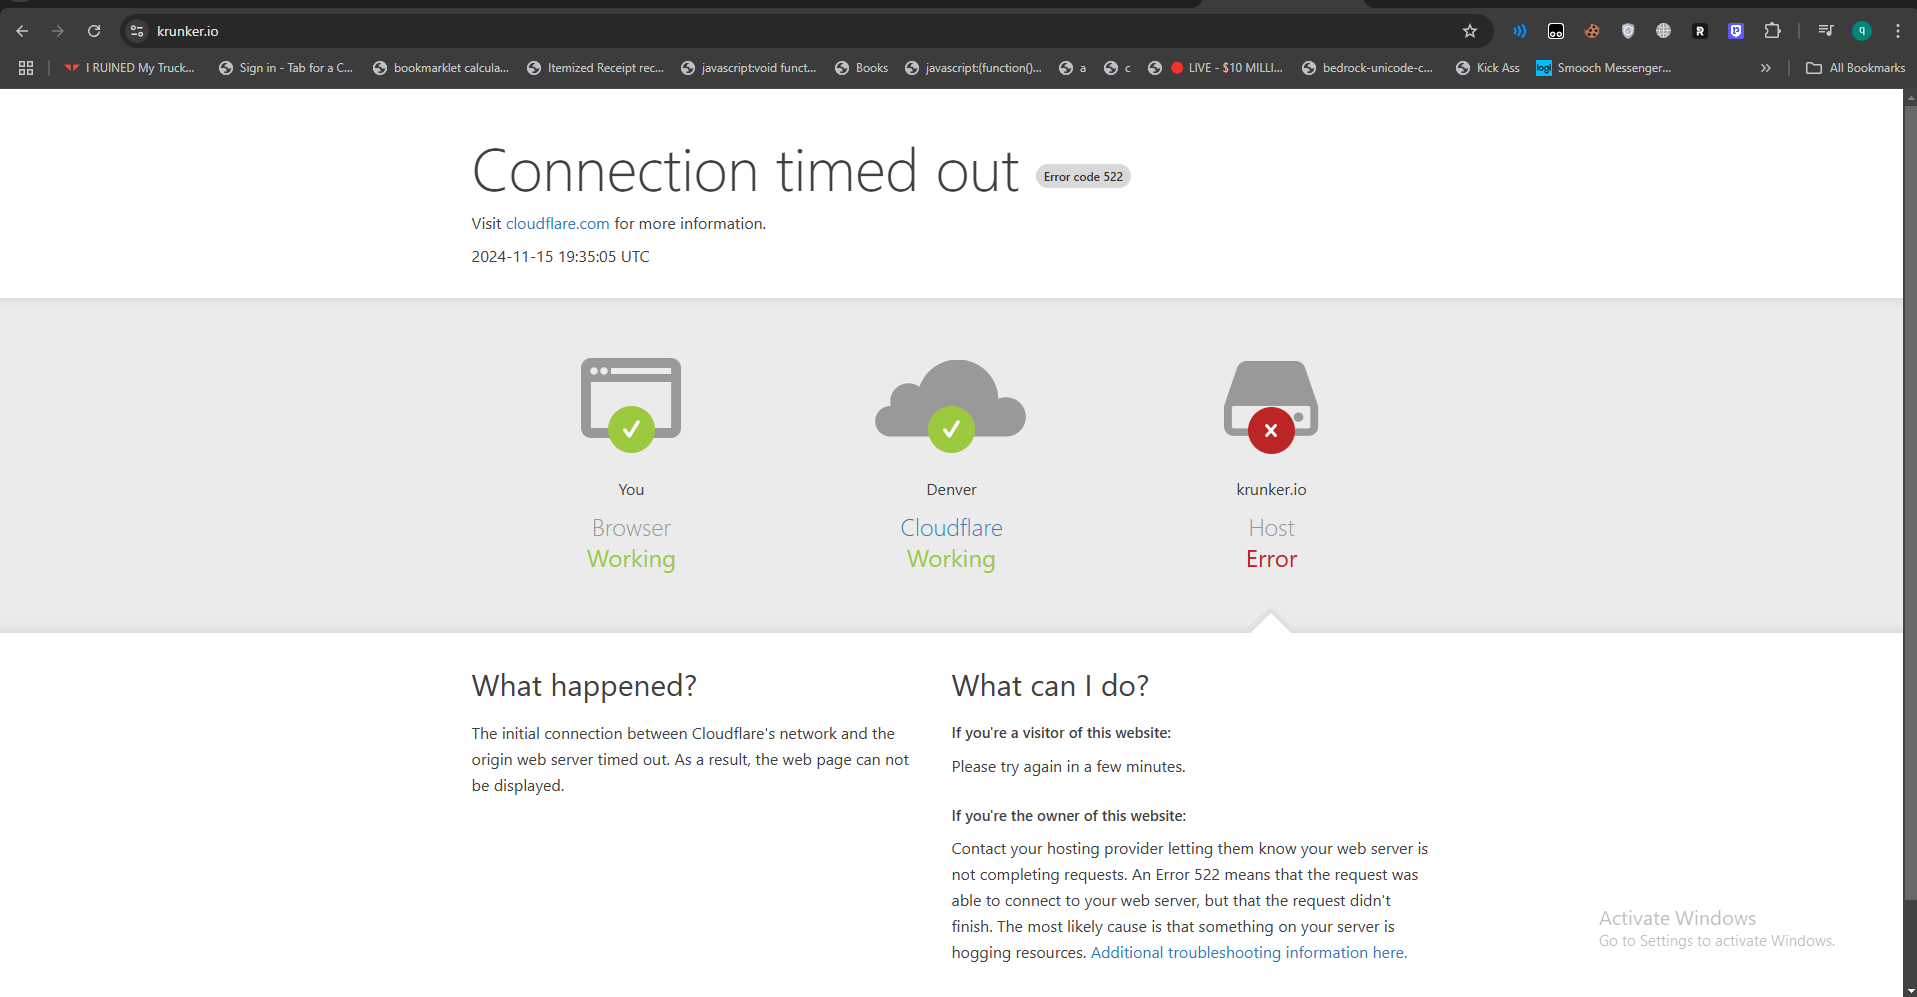 krunker.io
I RUINED My Truck...
Sign in - Tab for a C...
bookmarklet calcula...
Itemized Receipt rec...
javascript:void funct...
Books
javascript:(function()...
a
c
LIVE - $10 MILLI...
bedrock-unicode-c...
Kick Ass
logi
Smooch Messenger...
All Bookmarks
Connection timed out
Error code 522
Visit cloudflare.com for more information.
2024-11-15 19:35:05 UTC
You
Browser
Working
Denver
Cloudflare
Working
krunker.io
Host
Error
What happened?
The initial connection between Cloudflare's network and the
origin web server timed out. As a result, the web page can not
be displayed.
What can I do?
If you're a visitor of this website:
Please try again in a few minutes.
If you're the owner of this website:
Contact your hosting provider letting them know your web server is
not completing requests. An Error 522 means that the request was
able to connect to your web server, but that the request didn't
finish. The most likely cause is that something on your server is
hogging resources. Additional troubleshooting information here.
Activate Windows
Go to Settings to activate Windows.